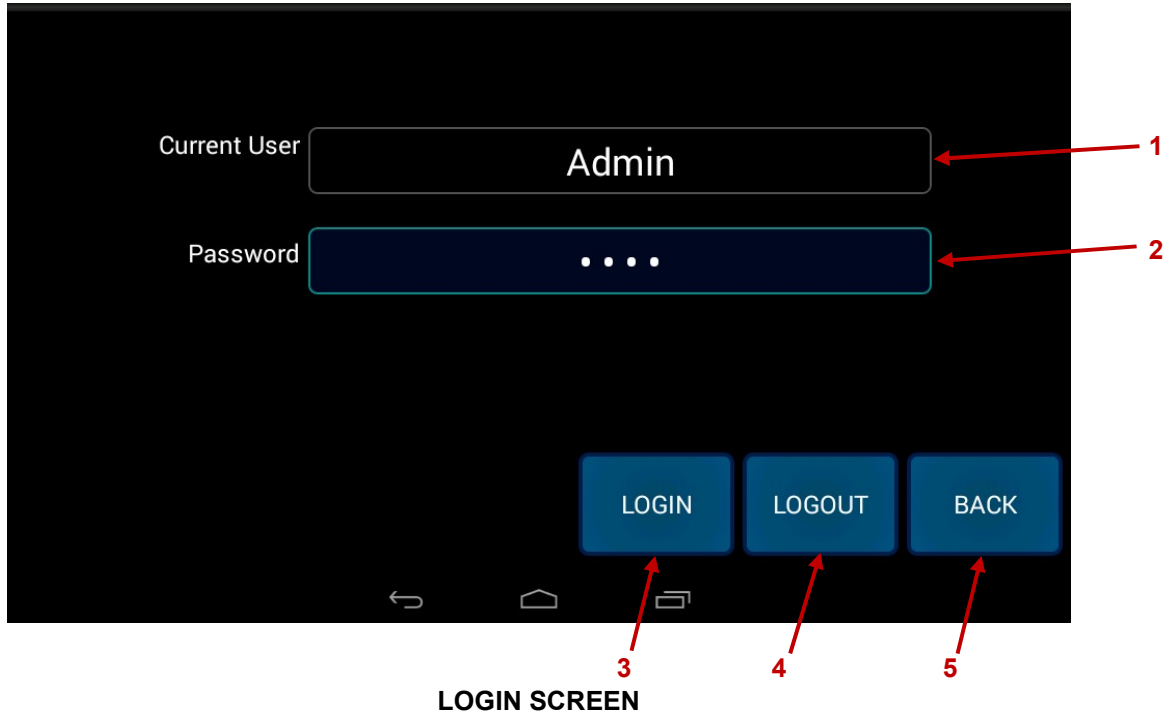 Current User Admin 1
Password •••• 2
LOGIN LOGOUT BACK
3 4 5
LOGIN SCREEN